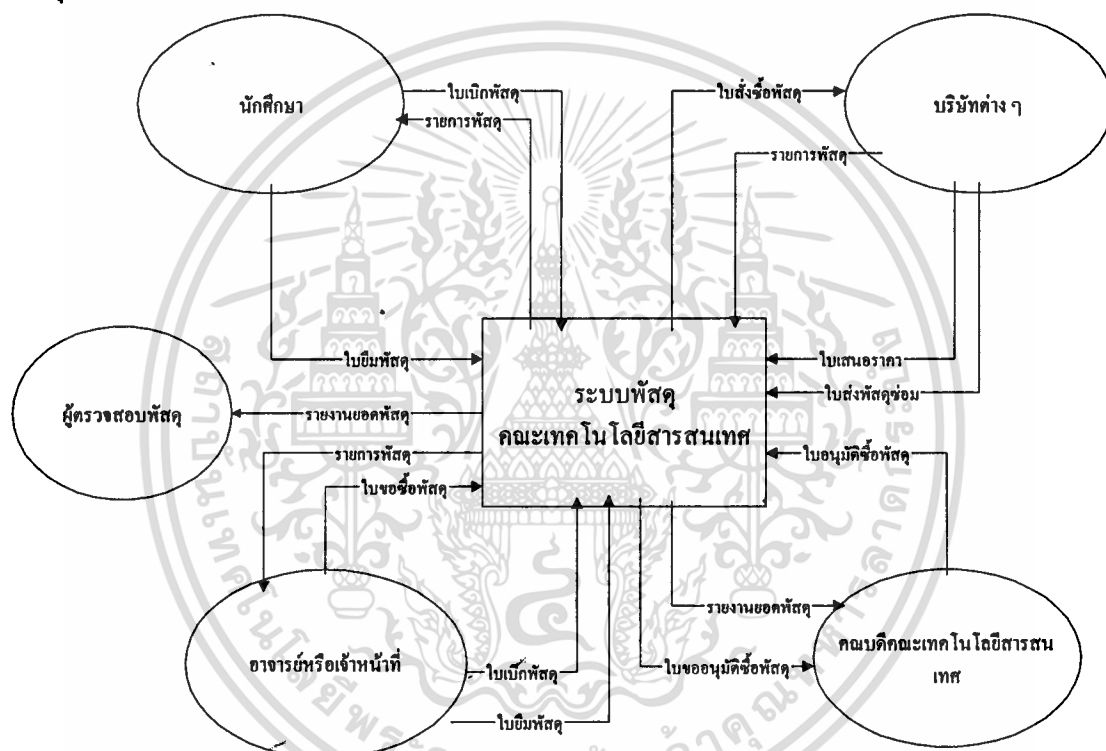 นักศึกษา
ใบเบิกพัสดุ
รายการพัสดุ
ใบสั่งซื้อพัสดุ
บริษัทต่าง ๆ
รายการพัสดุ
ใบยืมพัสดุ
ใบเสนอราคว
ใบส่งพัสดุซ่อม
ระบบพัสดุ
คณะเทคโนโลยีสารสนเทศ
ผู้ตรวจสอบพัสดุ
รายงานยอดพัสดุ
รายการพัสดุ
ใบขอซื้อพัสดุ
ใบอนุมัติซื้อพัสดุ
รายงานยอดพัสดุ
อาจารย์หรือเจ้าหน้าที่
ใบเบิกพัสดุ
ใบยืมพัสดุ
ใบขออนุมัติซื้อพัสดุ
คณบดีคณะเทคโนโลยีสารสน
เทศ